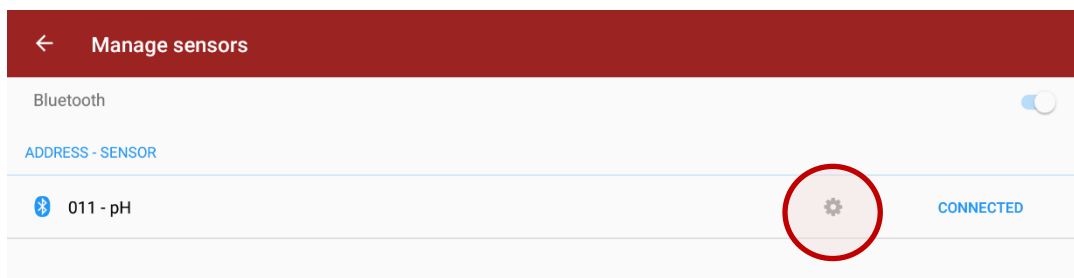 Manage sensors
Bluetooth
ADDRESS - SENSOR
011 - pH CONNECTED